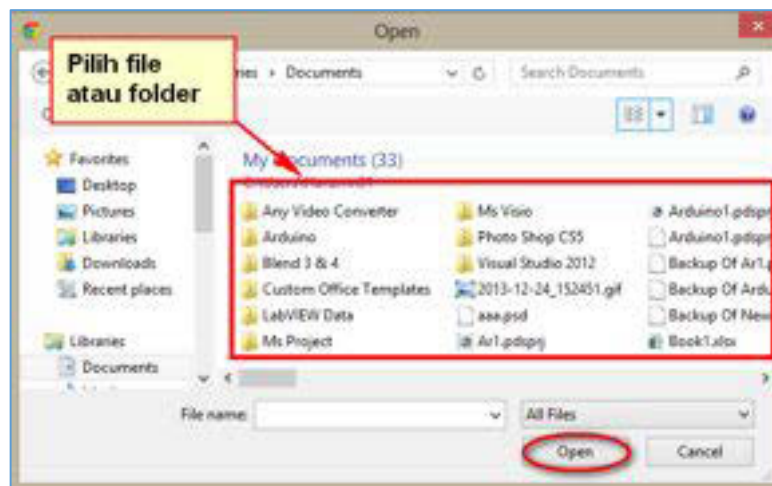 Open
Pilih file
atau folder
Documents
Search Documents
Favorites
Desktop
Pictures
Libraries
Downloads
Recent places
Libraries
Documents
My Documents (33)
Any Video Converter
Arduino
Blend 3 & 4
Custom Office Templates
LabVIEW Data
Ms Project
Ms Visio
Photo Shop CS5
Visual Studio 2012
2013-12-24_152451.gif
aaa.psd
Ar1.pdsprj
Arduino1.pdspr
Arduino1.pdspr
Backup Of Ar1.p
Backup Of Ardu
Backup Of New
Book1.xlsx
File name:
All Files
Open
Cancel